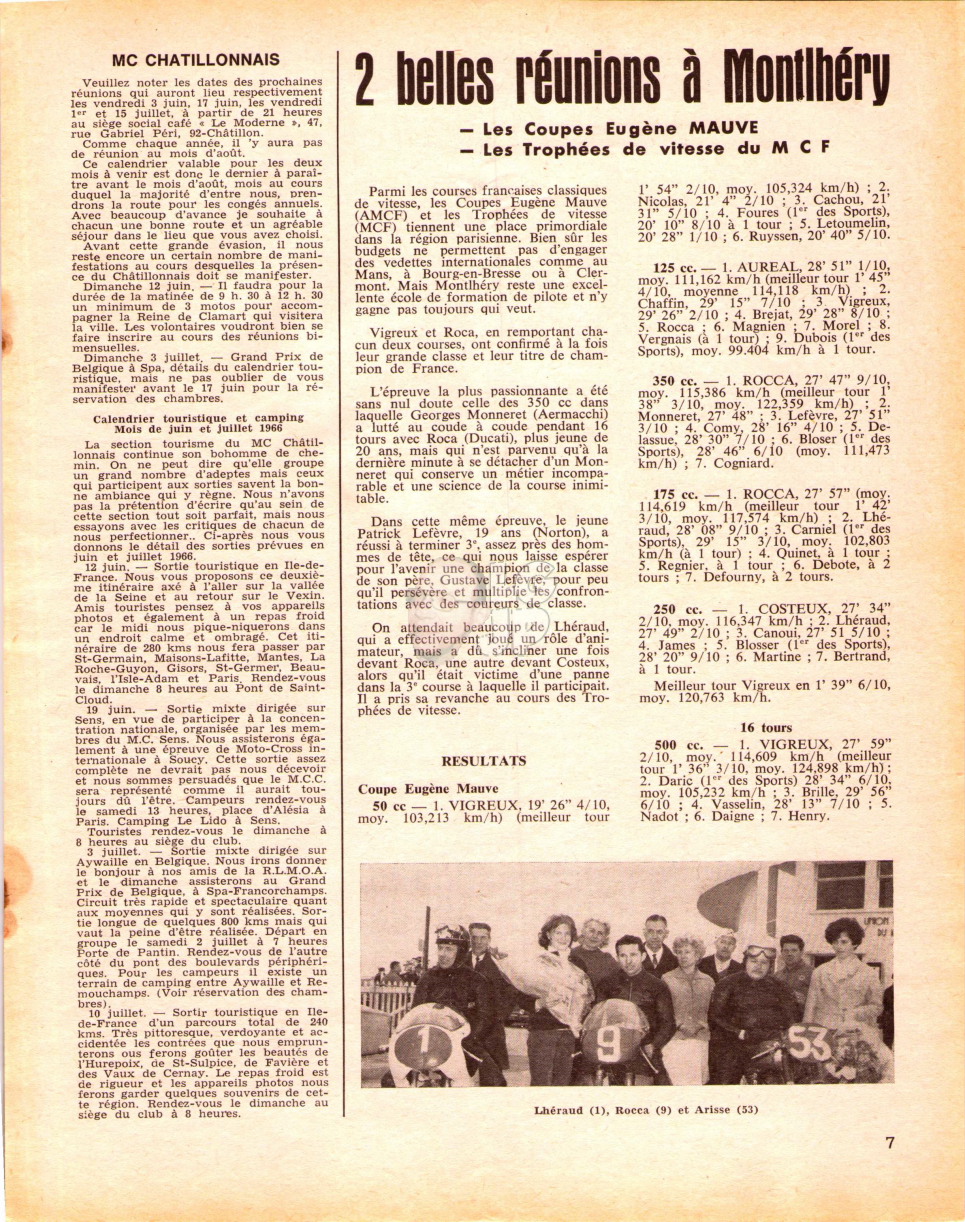 MC CHATILLONNAIS
Veuillez noter les dates des prochaines
réunions qui auront lieu respectivement
les vendredi 3 juin, 17 juin, les vendredi
1er et 15 juillet, à partir de 21 heures
au siège social café « Le Moderne », 47,
rue Gabriel Péri, 92-Châtillon.
Comme chaque année, il 'y aura pas
de réunion au mois d'août.
Ce calendrier valable pour les deux
mois à venir est donc le dernier à paraî-
tre avant le mois d'août, mois au cours
duquel la majorité d'entre nous, pren-
drons la route pour les congés annuels.
Avec beaucoup d'avance je souhaite à
chacun une bonne route et un agréable
séjour dans le lieu que vous avez choisi.
Avant cette grande évasion, il nous
reste encore un certain nombre de mani-
festations au cours desquelles la présen-
ce du Châtillonnais doit se manifester.
Dimanche 12 juin. — Il faudra pour la
durée de la matinée de 9 h. 30 à 12 h. 30
un minimum de 3 motos pour accom-
pagner la Reine de Clamart qui visitera
la ville. Les volontaires voudront bien se
faire inscrire au cours des réunions bi-
mensuelles.
Dimanche 3 juillet. — Grand Prix de
Belgique à Spa, détails du calendrier tou-
ristique, mais ne pas oublier de vous
manifester avant le 17 juin pour la ré-
servation des chambres.
Calendrier touristique et camping
Mois de juin et juillet 1966
La section tourisme du MC Châtil-
lonnais continue son bohomme de che-
min. On ne peut dire qu'elle groupe
un grand nombre d'adeptes mais ceux
qui participent aux sorties savent la bon-
ne ambiance qui y règne. Nous n'avons
pas la prétention d'écrire qu'au sein de
cette section tout soit parfait, mais nous
essayons avec les critiques de chacun de
nous perfectionner.. Ci-après nous vous
donnons le détail des sorties prévues en
juin et juillet 1966.
12 juin. — Sortie touristique en Ile-de-
France. Nous vous proposons ce deuxiè-
me itinéraire axé à l'aller sur la vallée
de la Seine et au retour sur le Vexin.
Amis touristes pensez à vos appareils
photos et également à un repas froid
car le midi nous pique-niquerons dans
un endroit calme et ombragé. Cet iti-
néraire de 280 kms nous fera passer par
St-Germain, Maisons-Lafitte, Mantes, La
Roche-Guyon, Gisors, St-Germer, Beau-
vais, l'Isle-Adam et Paris. Rendez-vous
le dimanche 8 heures au Pont de Saint-
Cloud.
19 juin. — Sortie mixte dirigée sur
Sens, en vue de participer à la concen-
tration nationale, organisée par les mem-
bres du M.C. Sens. Nous assisterons éga-
lement à une épreuve de Moto-Cross in-
ternationale à Soucy. Cette sortie assez
complète ne devrait pas nous décevoir
et nous sommes persuadés que le M.C.C.
sera représenté comme il aurait tou-
jours dû l'être. Campeurs rendez-vous
le samedi 13 heures, place d'Alésia à
Paris. Camping Le Lido à Sens.
Touristes rendez-vous le dimanche à
8 heures au siège du club.
3 juillet. — Sortie mixte dirigée sur
Aywaille en Belgique. Nous irons donner
le bonjour à nos amis de la R.L.M.O.A.
et le dimanche assisterons au Grand
Prix de Belgique, à Spa-Francorchamps.
Circuit très rapide et spectaculaire quant
aux moyennes qui y sont réalisées. Sor-
tie longue de quelques 800 kms mais qui
vaut la peine d'être réalisée. Départ en
groupe le samedi 2 juillet à 7 heures
Porte de Pantin. Rendez-vous de l'autre
côté du pont des boulevards périphéri-
ques. Pour les campeurs il existe un
terrain de camping entre Aywaille et Re-
mouchamps. (Voir réservation des cham-
bres).
10 juillet. — Sortir touristique en Ile-
de-France d'un parcours total de 240
kms. Très pittoresque, verdoyante et ac-
cidentée les contrées que nous emprun-
terons ous ferons goûter les beautés de
l'Hurepoix, de St-Sulpice, de Favière et
des Vaux de Cernay. Le repas froid est
de rigueur et les appareils photos nous
ferons garder quelques souvenirs de cet-
te région. Rendez-vous le dimanche au
siège du club à 8 heures.
2 belles réunions à Montlhéry
— Les Coupes Eugène MAUVE
— Les Trophées de vitesse du M C F
Parmi les courses françaises classiques
de vitesse, les Coupes Eugène Mauve
(AMCF) et les Trophées de vitesse
(MCF) tiennent une place primordiale
dans la région parisienne. Bien sûr les
budgets ne permettent pas d'engager
des vedettes internationales comme au
Mans, à Bourg-en-Bresse ou à Cler-
mont. Mais Montlhéry reste une excel-
lente école de formation de pilote et n'y
gagne pas toujours qui veut.
Vigreux et Roca, en remportant cha-
cun deux courses, ont confirmé à la fois
leur grande classe et leur titre de cham-
pion de France.
L'épreuve la plus passionnante a été
sans nul doute celle des 350 cc dans
laquelle Georges Monneret (Aermacchi)
a lutté au coude à coude pendant 16
tours avec Roca (Ducati), plus jeune de
20 ans, mais qui n'est parvenu qu'à la
dernière minute à se détacher d'un Mon-
neret qui conserve un métier incompa-
rable et une science de la course inimi-
table.
Dans cette même épreuve, le jeune
Patrick Lefèvre, 19 ans (Norton), a
réussi à terminer 3e, assez près des hom-
mes de tête, ce qui nous laisse espérer
pour l'avenir une champion de la classe
de son père, Gustave Lefèvre, pour peu
qu'il persévère et multiplie les confron-
tations avec des coureurs de classe.
On attendait beaucoup de Lhéraud,
qui a effectivement joué un rôle d'ani-
mateur, mais a dû s'incliner une fois
devant Roca, une autre devant Costeux,
alors qu'il était victime d'une panne
dans la 3e course à laquelle il participait.
Il a pris sa revanche au cours des Tro-
phées de vitesse.
RESULTATS
Coupe Eugène Mauve
50 cc — 1. VIGREUX, 19' 26" 4/10,
moy. 103,213 km/h) (meilleur tour
1' 54" 2/10, moy. 105,324 km/h) ; 2.
Nicolas, 21' 4" 2/10 ; 3. Cachou, 21'
31" 5/10 ; 4. Foures (1er des Sports),
20' 10" 8/10 à 1 tour ; 5. Letoumelin,
20' 28" 1/10 ; 6. Ruyssen, 20' 40" 5/10.
125 cc. — 1. AUREAL, 28' 51" 1/10,
moy. 111,162 km/h (meilleur tour 1' 45"
4/10, moyenne 114,118 km/h) ; 2.
Chaffin, 29' 15" 7/10 ; 3. Vigreux,
29' 26" 2/10 ; 4. Brejat, 29' 28" 8/10 ;
5. Rocca ; 6. Magnien ; 7. Morel ; 8.
Vergnais (à 1 tour) ; 9. Dubois (1er des
Sports), moy. 99.404 km/h à 1 tour.
350 cc. — 1. ROCCA, 27' 47" 9/10,
moy. 115,386 km/h (meilleur tour 1'
38" 3/10, moy. 122,359 km/h) ; 2.
Monneret, 27' 48" ; 3. Lefèvre, 27' 51"
3/10 ; 4. Comy, 28' 16" 4/10 ; 5. De-
lassue, 28' 30" 7/10 ; 6. Bloser (1er des
Sports), 28' 46" 6/10 (moy. 111,473
km/h) ; 7. Cogniard.
175 cc. — 1. ROCCA, 27' 57" (moy.
114,619 km/h (meilleur tour 1' 42'
3/10, moy. 117,574 km/h) ; 2. Lhé-
raud, 28' 08" 9/10 ; 3. Camiel (1er des
Sports), 29' 15" 3/10, moy. 102,803
km/h (à 1 tour) ; 4. Quinet, à 1 tour ;
5. Regnier, à 1 tour ; 6. Debote, à 2
tours ; 7. Defourny, à 2 tours.
250 cc. — 1. COSTEUX, 27' 34"
2/10, moy. 116,347 km/h ; 2. Lhéraud,
27' 49" 2/10 ; 3. Canoui, 27' 51 5/10 ;
4. James ; 5. Blosser (1er des Sports),
28' 20" 9/10 ; 6. Martine ; 7. Bertrand,
à 1 tour.
Meilleur tour Vigreux en 1' 39" 6/10,
moy. 120,763 km/h.
16 tours
500 cc. — 1. VIGREUX, 27' 59"
2/10, moy. 114,609 km/h (meilleur
tour 1' 36" 3/10, moy. 124,898 km/h) ;
2. Daric (1er des Sports) 28' 34" 6/10,
moy. 105,232 km/h ; 3. Brille, 29' 56"
6/10 ; 4. Vasselin, 28' 13" 7/10 ; 5.
Nadot ; 6. Daigne ; 7. Henry.
UNION
DU
1
9
53
Lhéraud (1), Rocca (9) et Arisse (53)
7